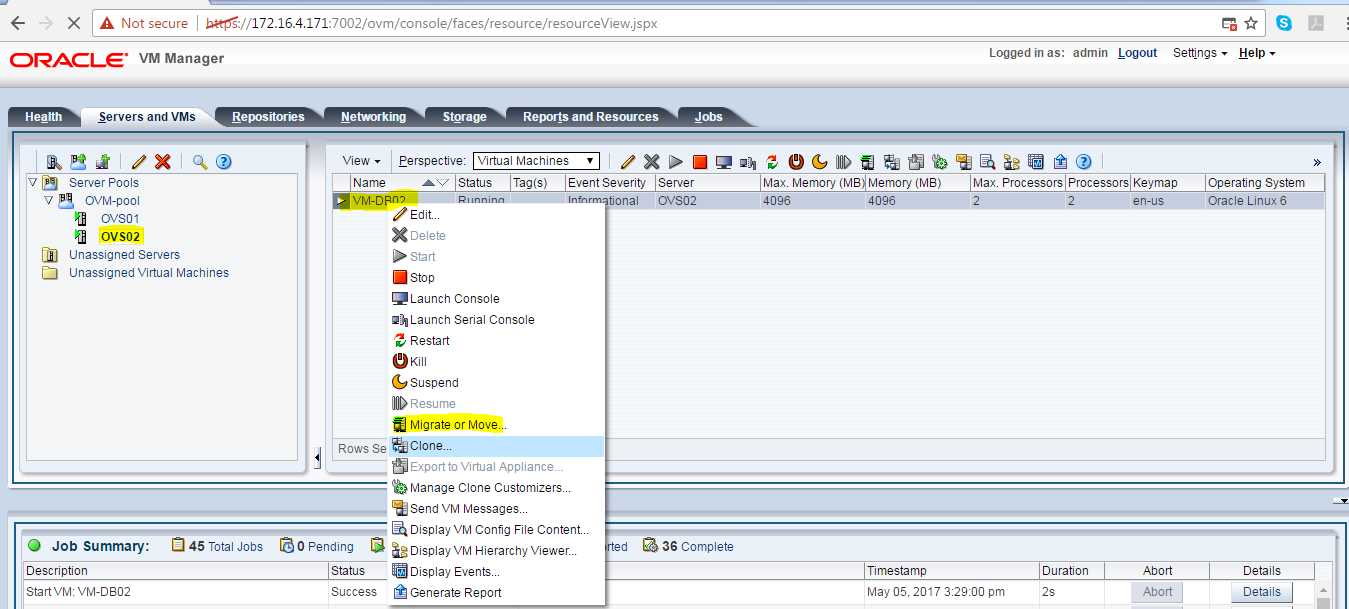 Not secure https://172.16.4.171:7002/ovm/console/faces/resource/resourceView.jspx
ORACLE VM Manager
Logged in as: admin Logout Settings Help
Health Servers and VMs Repositories Networking Storage Reports and Resources Jobs
View Perspective: Virtual Machines »
Server Pools
OVM-pool
OVS01
OVS02
Unassigned Servers
Unassigned Virtual Machines
Name Status Tag(s) Event Severity Server Max. Memory (MB) Memory (MB) Max. Processors Processors Keymap Operating System
VM-DB02 Running Informational OVS02 4096 4096 2 2 en-us Oracle Linux 6
Edit...
Delete
Start
Stop
Launch Console
Launch Serial Console
Restart
Kill
Suspend
Resume
Migrate or Move...
Clone...
Export to Virtual Appliance...
Manage Clone Customizers...
Send VM Messages...
Display VM Config File Content...
Display VM Hierarchy Viewer...
Display Events...
Generate Report
Rows Se
Job Summary: 45 Total Jobs 0 Pending rted 36 Complete
Description Status Timestamp Duration Abort Details
Start VM: VM-DB02 Success May 05, 2017 3:29:00 pm 2s Abort Details